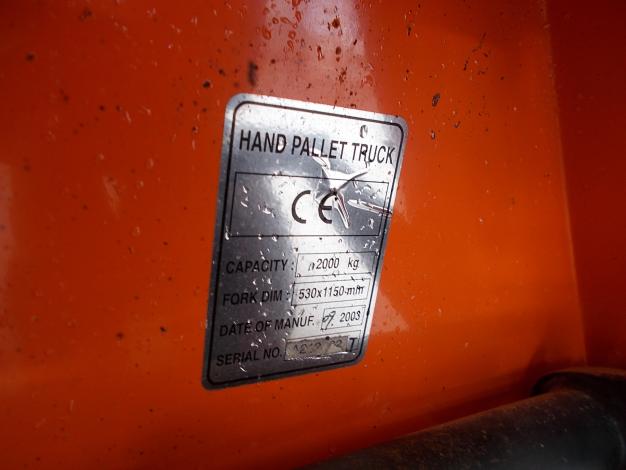 HAND PALLET TRUCK
CE
CAPACITY : 2000 kg
FORK DIM : 530x1150 mm
DATE OF MANUF. 2003
SERIAL NO. T